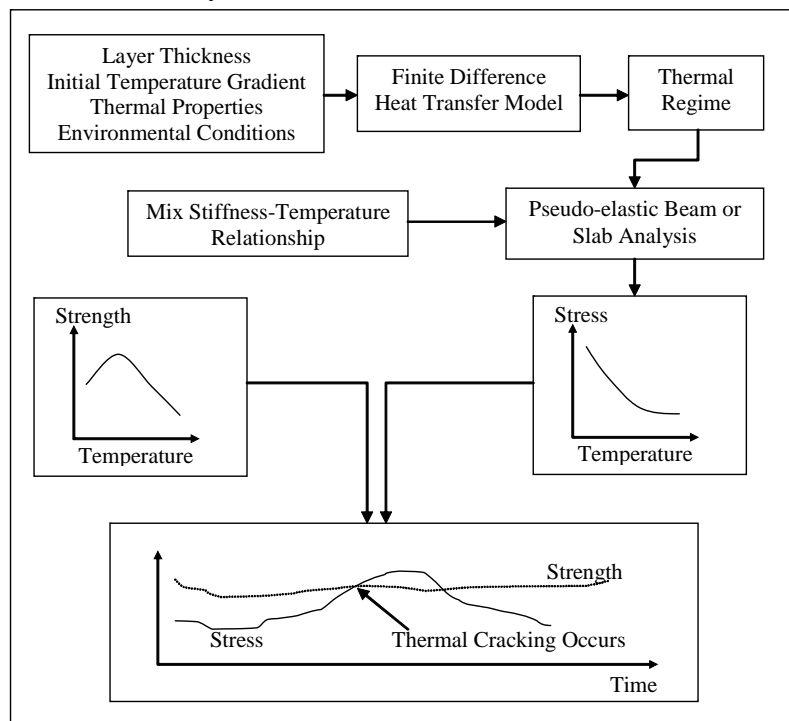 Layer Thickness
Initial Temperature Gradient
Thermal Properties
Environmental Conditions
Finite Difference
Heat Transfer Model
Thermal
Regime
Mix Stiffness-Temperature
Relationship
Pseudo-elastic Beam or
Slab Analysis
Strength
Temperature
Stress
Temperature
Strength
Stress
Thermal Cracking Occurs
Time